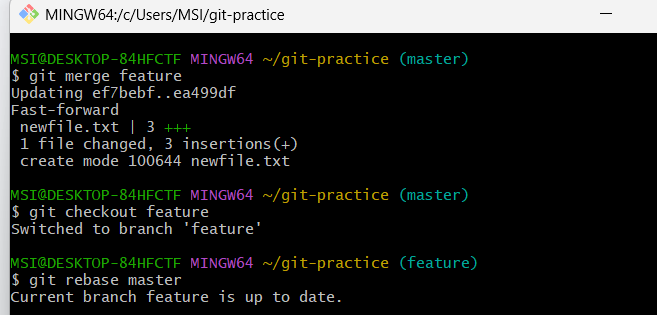 MINGW64:/c/Users/MSI/git-practice
MSI@DESKTOP-84HFCTF MINGW64 ~/git-practice (master)
$ git merge feature
Updating ef7bebf..ea499df
Fast-forward
 newfile.txt | 3 +++
 1 file changed, 3 insertions(+)
 create mode 100644 newfile.txt
MSI@DESKTOP-84HFCTF MINGW64 ~/git-practice (master)
$ git checkout feature
Switched to branch 'feature'
MSI@DESKTOP-84HFCTF MINGW64 ~/git-practice (feature)
$ git rebase master
Current branch feature is up to date.